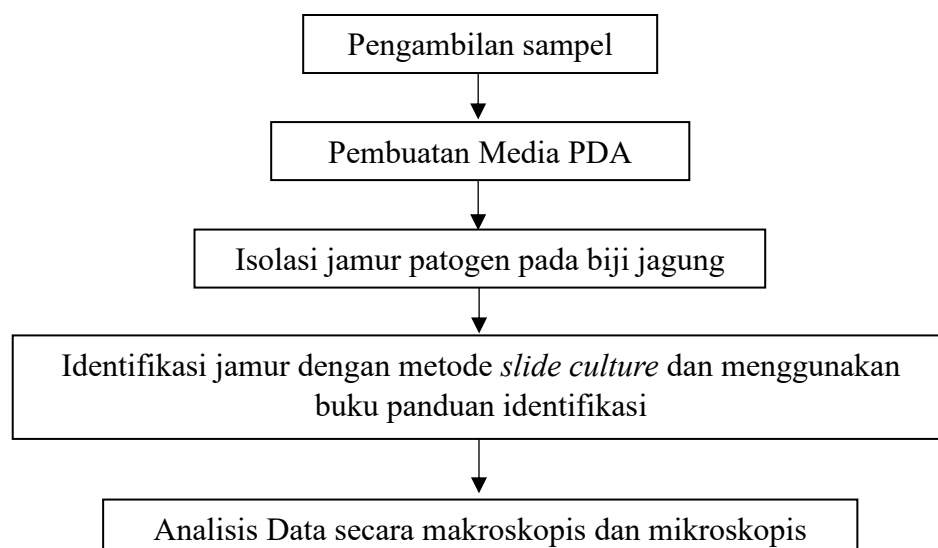 Pengambilan sampel
Pembuatan Media PDA
Isolasi jamur patogen pada biji jagung
Identifikasi jamur dengan metode slide culture dan menggunakan
buku panduan identifikasi
Analisis Data secara makroskopis dan mikroskopis